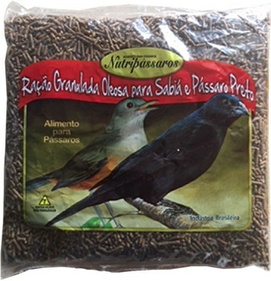 Nutripássaros
Ração Granulada Oleosa para Sabiá e Pássaro Preto
Alimento
para
Pássaros
Indústria Brasileira